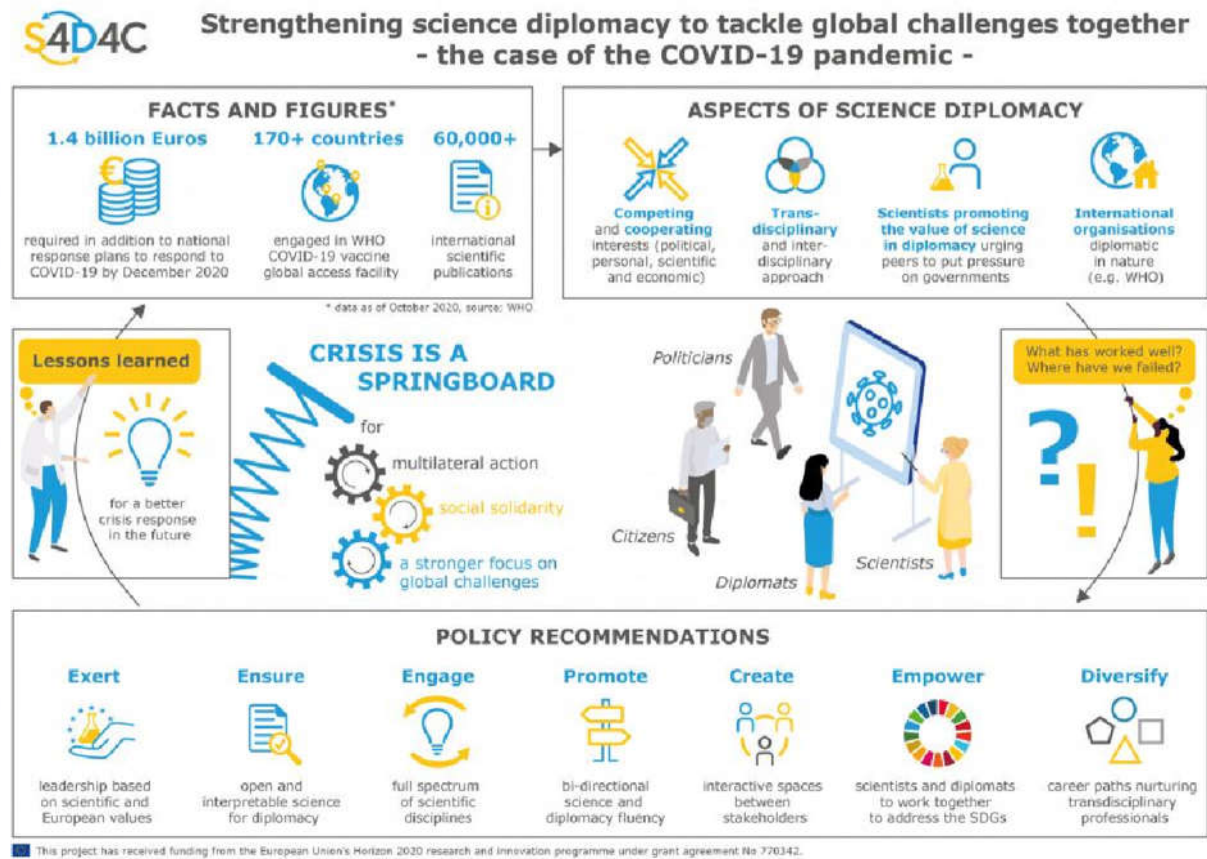 S4D4C
Strengthening science diplomacy to tackle global challenges together
- the case of the COVID-19 pandemic -
FACTS AND FIGURES*
1.4 billion Euros
required in addition to national
response plans to respond to
COVID-19 by December 2020
170+ countries
engaged in WHO
COVID-19 vaccine
global access facility
60,000+
international
scientific
publications
* data as of October 2020, source: WHO
ASPECTS OF SCIENCE DIPLOMACY
Competing
and cooperating
interests (political,
personal, scientific
and economic)
Trans-
disciplinary
and inter-
disciplinary
approach
Scientists promoting
the value of science
in diplomacy urging
peers to put pressure
on governments
International
organisations
diplomatic
in nature
(e.g. WHO)
Lessons learned
for a better
crisis response
in the future
CRISIS IS A
SPRINGBOARD
for
multilateral action
social solidarity
a stronger focus on
global challenges
Politicians
Citizens
Diplomats
Scientists
What has worked well?
Where have we failed?
?
!
POLICY RECOMMENDATIONS
Exert
leadership based
on scientific and
European values
Ensure
open and
interpretable science
for diplomacy
Engage
full spectrum
of scientific
disciplines
Promote
bi-directional
science and
diplomacy fluency
Create
interactive spaces
between
stakeholders
Empower
scientists and diplomats
to work together
to address the SDGs
Diversify
career paths nurturing
transdisciplinary
professionals
This project has received funding from the European Union's Horizon 2020 research and innovation programme under grant agreement No 770342.